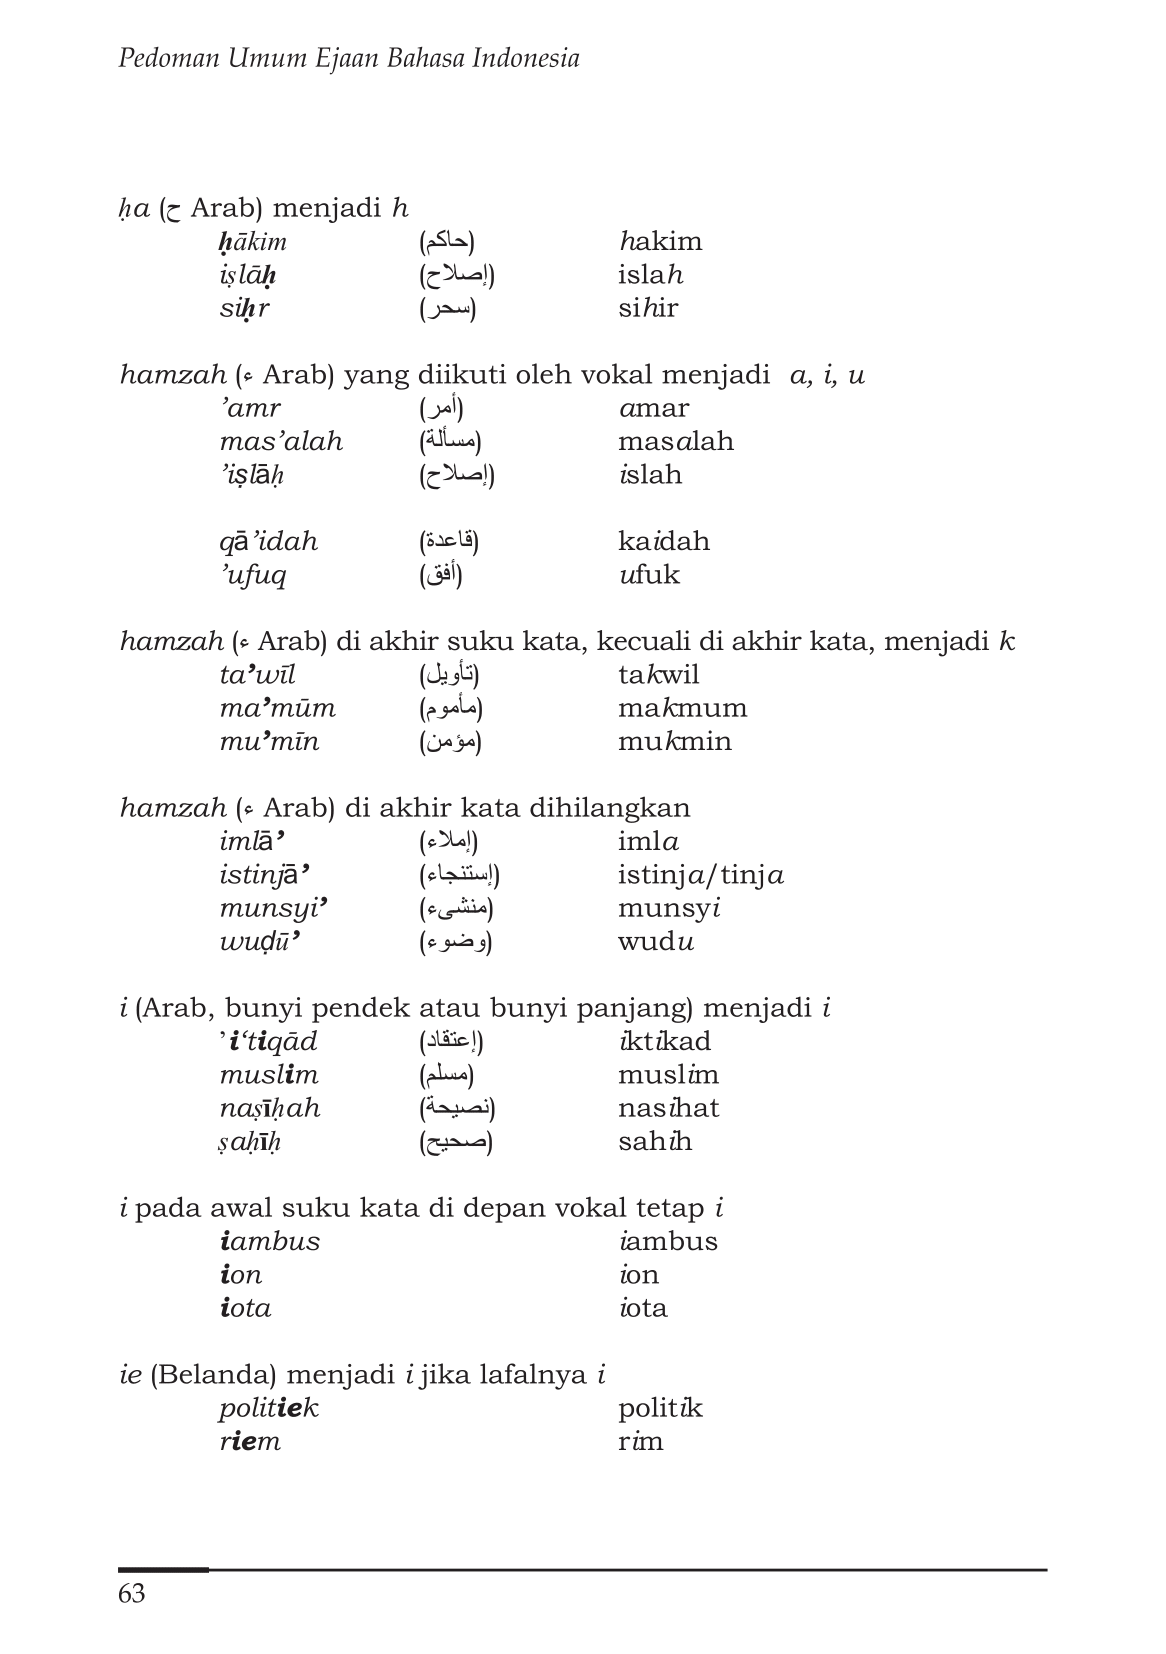 Pedoman Umum Ejaan Bahasa Indonesia
ḥa (ح Arab) menjadi h
ḥākim (حاكم) hakim
iṣlāḥ (إصلاح) islah
siḥr (سحر) sihir
hamzah (ء Arab) yang diikuti oleh vokal menjadi a, i, u
’amr (أمر) amar
mas’alah (مسألة) masalah
’iṣlāḥ (إصلاح) islah
qā’idah (قاعدة) kaidah
’ufuq (أفق) ufuk
hamzah (ء Arab) di akhir suku kata, kecuali di akhir kata, menjadi k
ta’wīl (تأويل) takwil
ma’mūm (مأموم) makmum
mu’mīn (مؤمن) mukmin
hamzah (ء Arab) di akhir kata dihilangkan
imlā’ (إملاء) imla
istinjā’ (إستنجاء) istinja/tinja
munsyi’ (منشىء) munsyi
wuḍū’ (وضوء) wudu
i (Arab, bunyi pendek atau bunyi panjang) menjadi i
’i‘tiqād (إعتقاد) iktikad
muslim (مسلم) muslim
naṣīḥah (نصيحة) nasihat
ṣaḥīḥ (صحيح) sahih
i pada awal suku kata di depan vokal tetap i
iambus iambus
ion ion
iota iota
ie (Belanda) menjadi i jika lafalnya i
politiek politik
riem rim
63